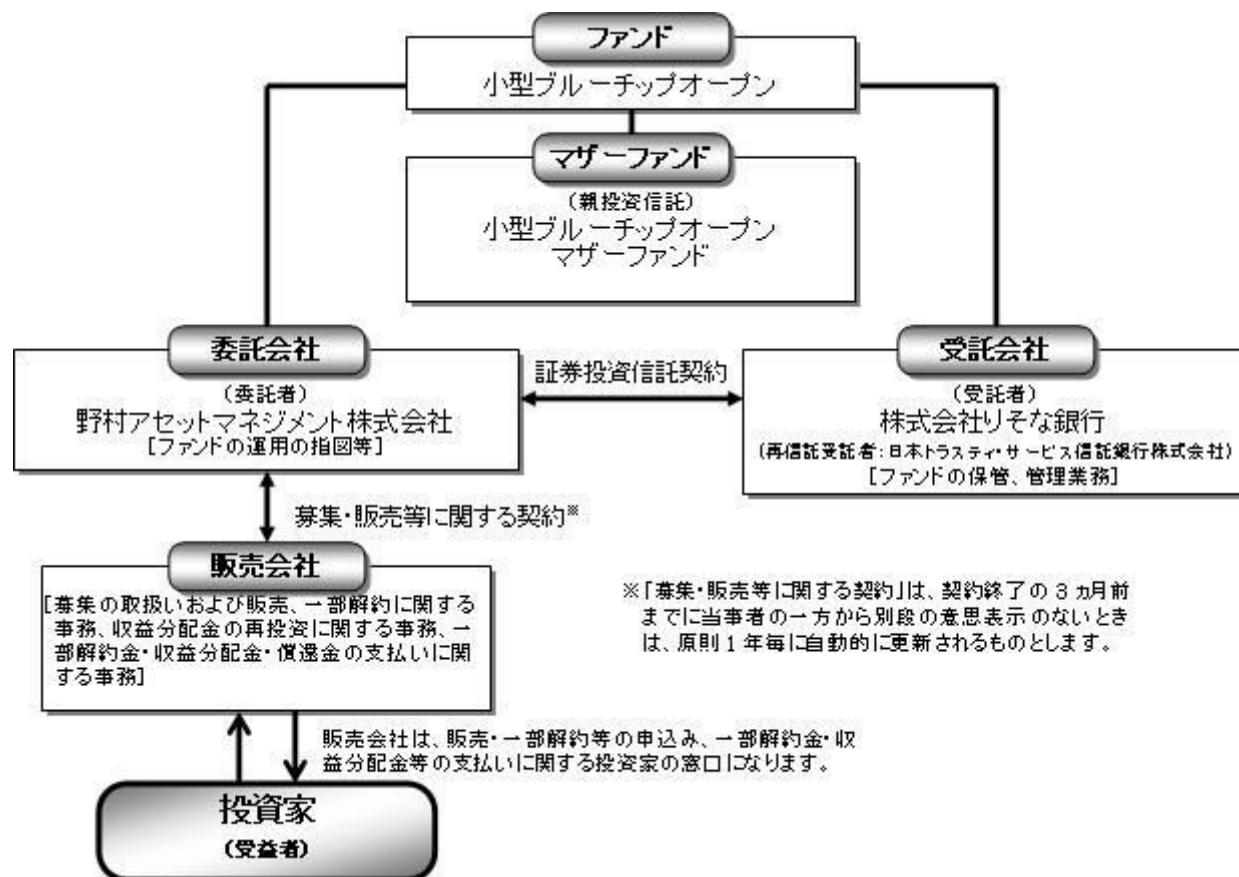 ファンド
小型ブルーチップオープン
マザーファンド
(親投資信託)
小型ブルーチップオープン
マザーファンド
委託会社
(委託者)
野村アセットマネジメント株式会社
[ファンドの運用の指図等]
証券投資信託契約
受託会社
(受託者)
株式会社りそな銀行
(再信託受託者:日本トラスティ・サービス信託銀行株式会社)
[ファンドの保管、管理業務]
募集・販売等に関する契約※
販売会社
[募集の取扱いおよび販売、一部解約に関する
事務、収益分配金の再投資に関する事務、一
部解約金・収益分配金・償還金の支払いに関
する事務]
※「募集・販売等に関する契約」は、契約終了の3ヵ月前
までに当事者の一方から別段の意思表示のないとき
は、原則1年毎に自動的に更新されるものとします。
販売会社は、販売・一部解約等の申込み、一部解約金・収
益分配金等の支払いに関する投資家の窓口になります。
投資家
(受益者)